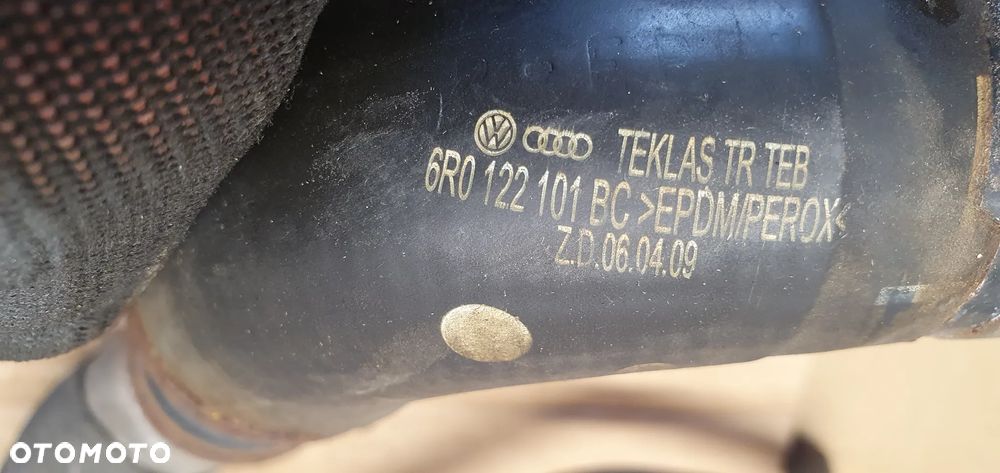 TEKLAS TR TEB
6R0 122 101 BC >EPDM/PEROX<
Z.D.06.04.09
OTOMOTO